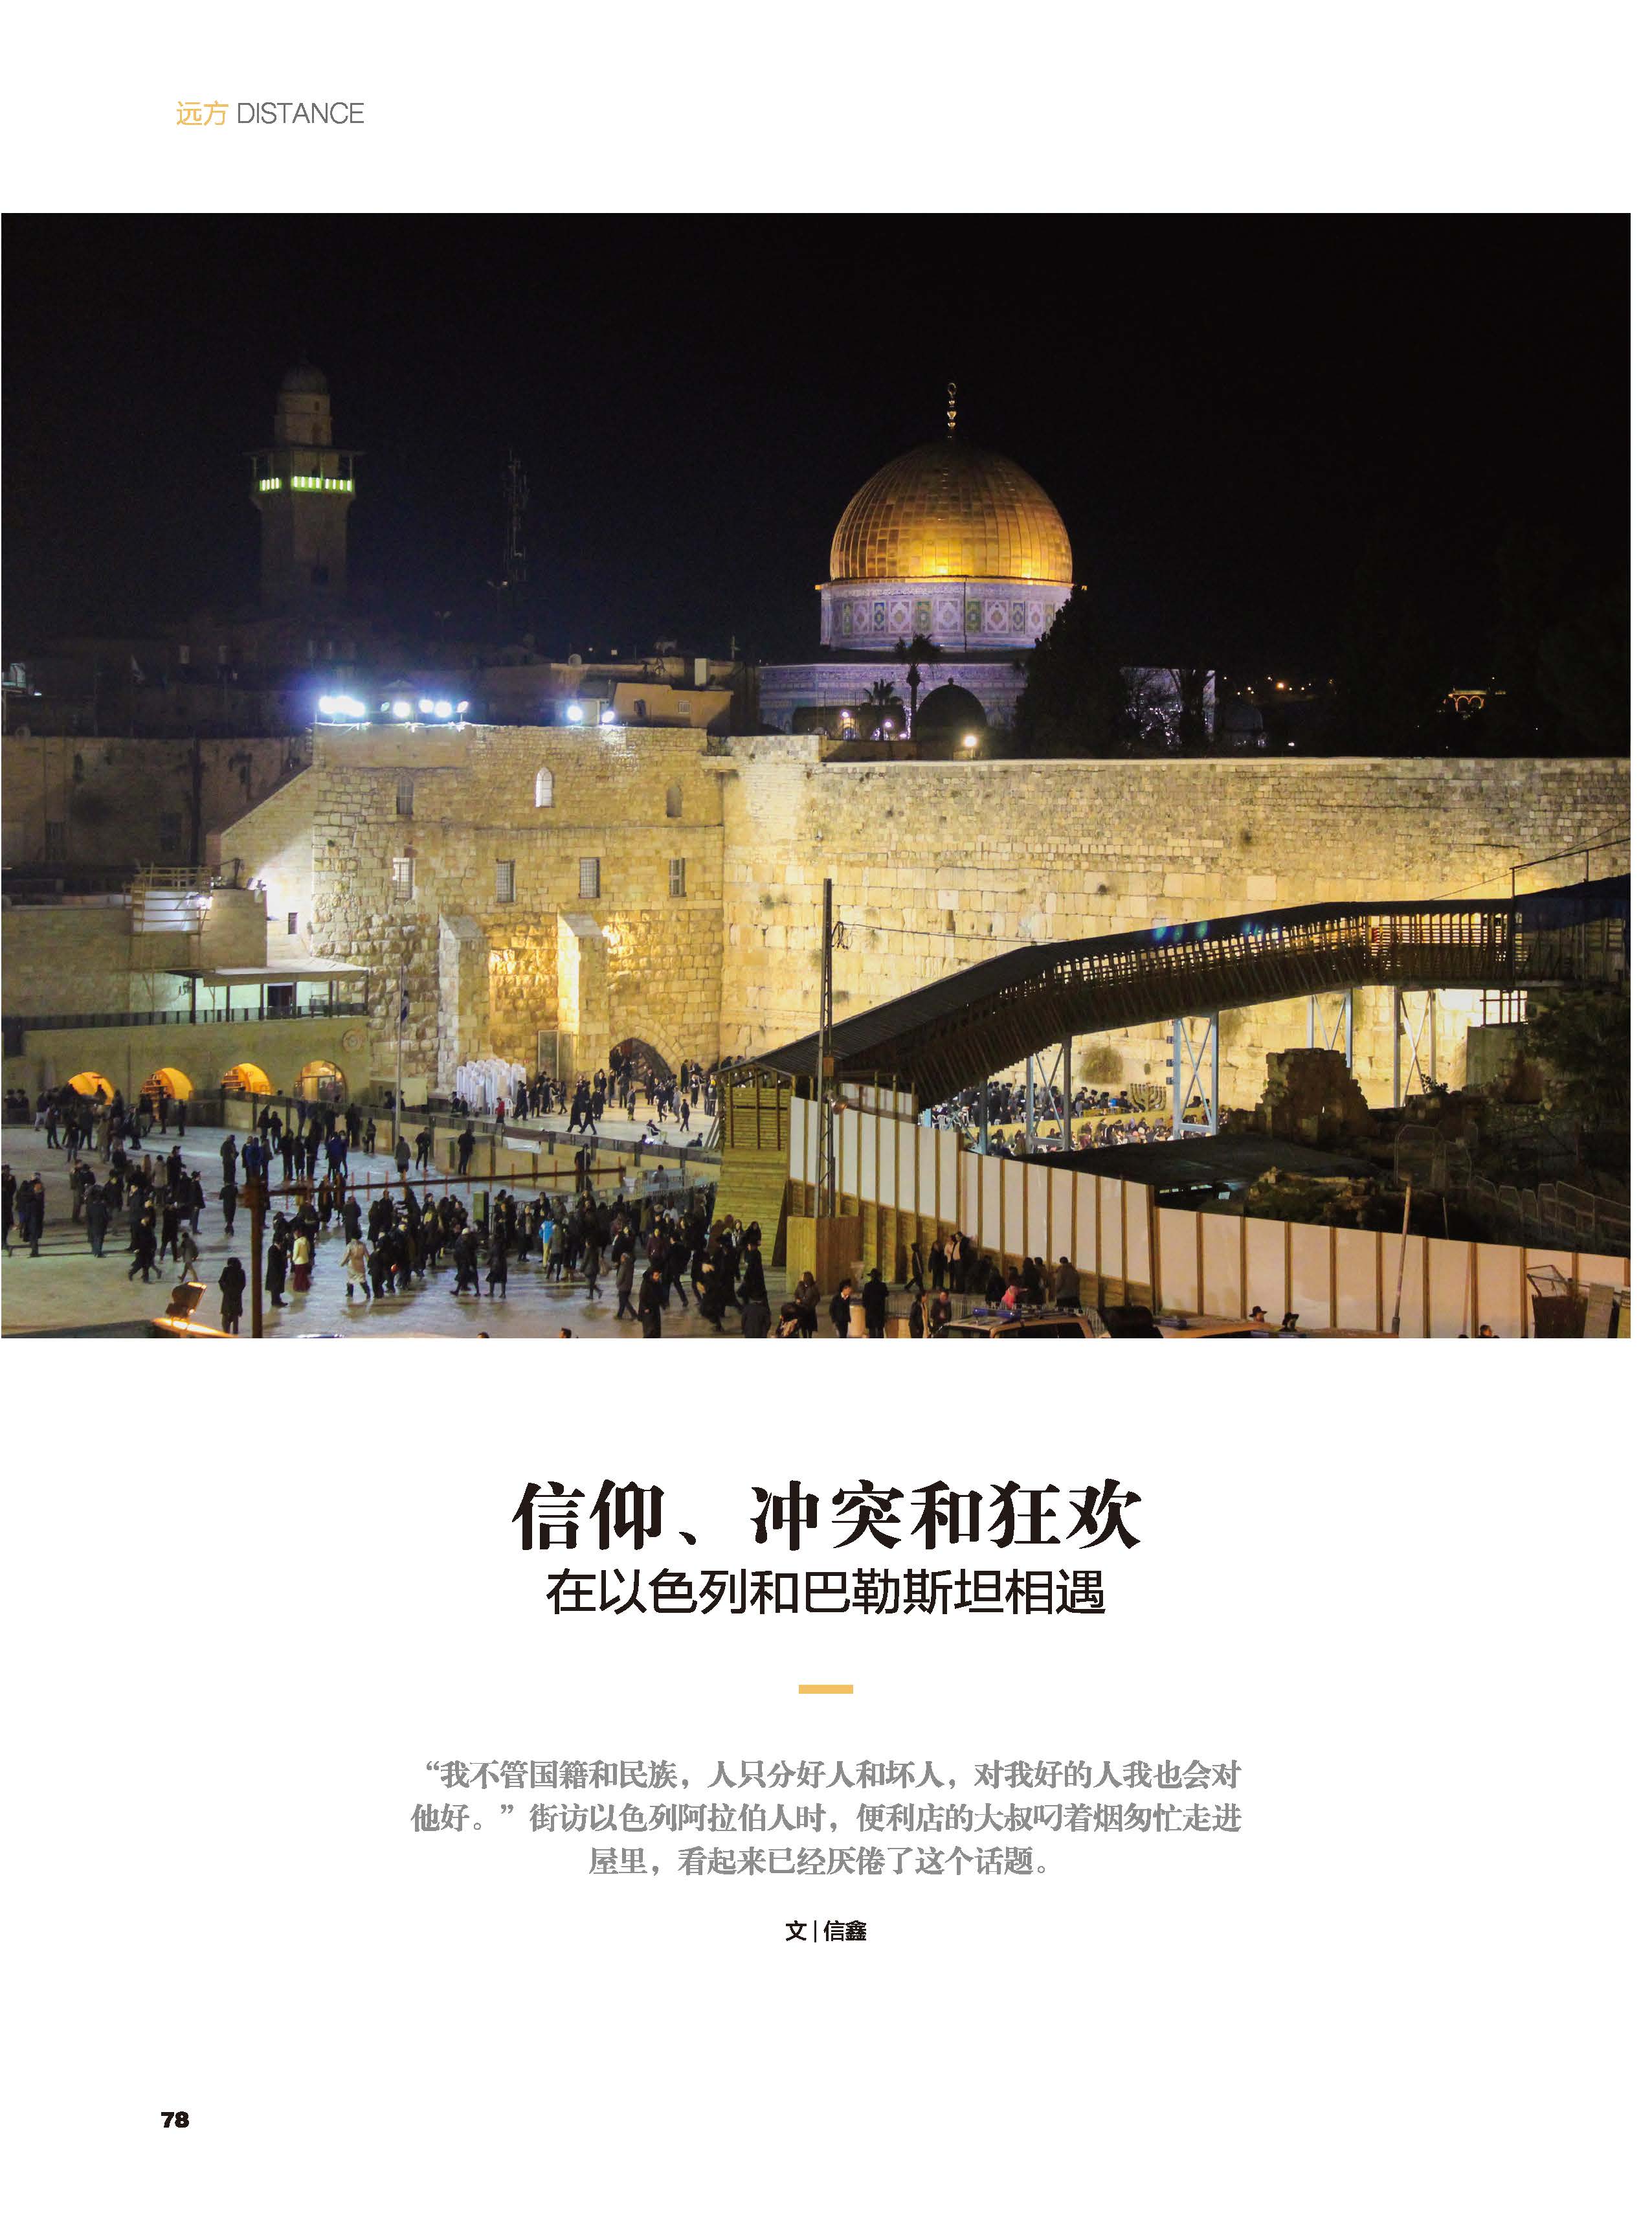 远方 DISTANCE
信仰、冲突和狂欢
在以色列和巴勒斯坦相遇
“我不管国籍和民族，人只分好人和坏人，对我好的人我也会对
他好。”街访以色列阿拉伯人时，便利店的大叔叼着烟匆忙走进
屋里，看起来已经厌倦了这个话题。
文|信鑫
78